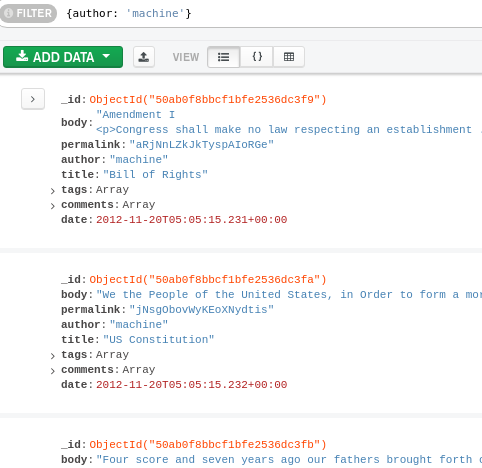 FILTER {author: 'machine'}
ADD DATA VIEW { }
_id: ObjectId("50ab0f8bbcf1bfe2536dc3f9")
body: "Amendment I
<p>Congress shall make no law respecting an establishment .
permalink: "aRjNnLZkJkTyspAIoRGe"
author: "machine"
title: "Bill of Rights"
tags: Array
comments: Array
date: 2012-11-20T05:05:15.231+00:00
_id: ObjectId("50ab0f8bbcf1bfe2536dc3fa")
body: "We the People of the United States, in Order to form a mor
permalink: "jNsgObovWyKEoXNydtis"
author: "machine"
title: "US Constitution"
tags: Array
comments: Array
date: 2012-11-20T05:05:15.232+00:00
_id: ObjectId("50ab0f8bbcf1bfe2536dc3fb")
body: "Four score and seven years ago our fathers brought forth